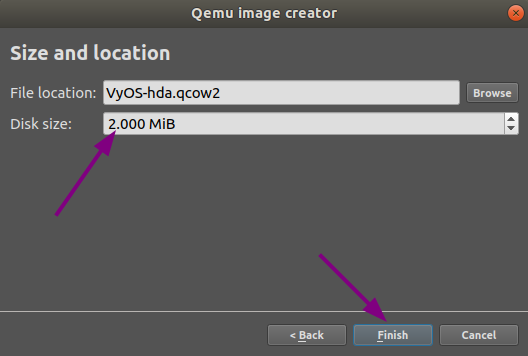 Qemu image creator
Size and location
File location: VyOS-hda.qcow2 Browse
Disk size: 2.000 MiB
< Back Finish Cancel